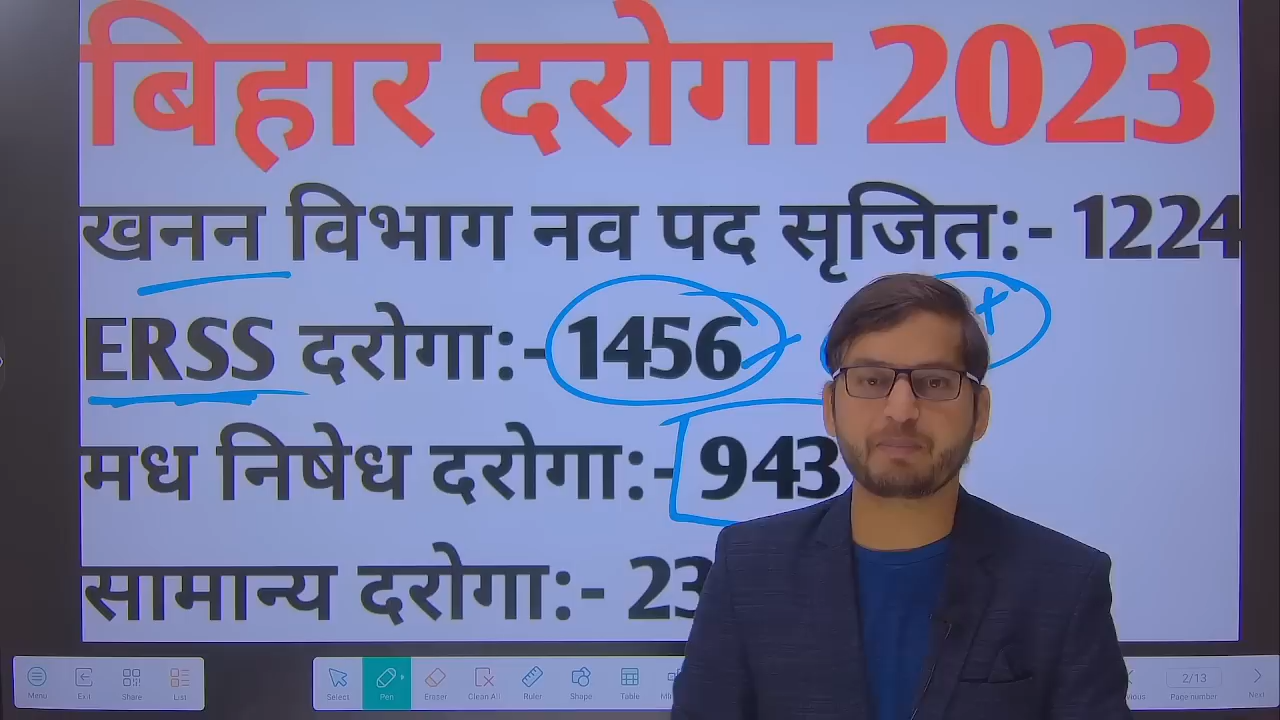 बिहार दरोगा 2023
खनन विभाग नव पद सृजित:- 1224
ERSS दरोगा:- 1456
+
मध निषेध दरोगा:- 943
सामान्य दरोगा:- 23
Menu Exit Share List Select Pen Eraser Clean All Ruler Shape Table 2/13 Page number Next